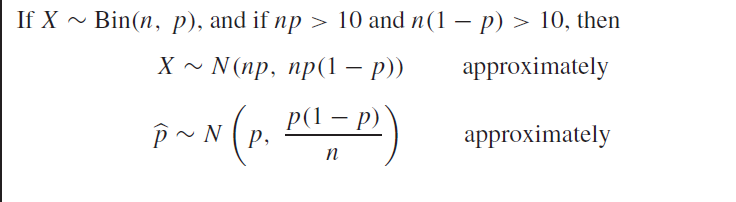 If X ∼ Bin(n, p), and if np > 10 and n(1 − p) > 10, then
X ∼ N(np, np(1 − p)) approximately
p̂ ∼ N (p, p(1 − p)/n) approximately